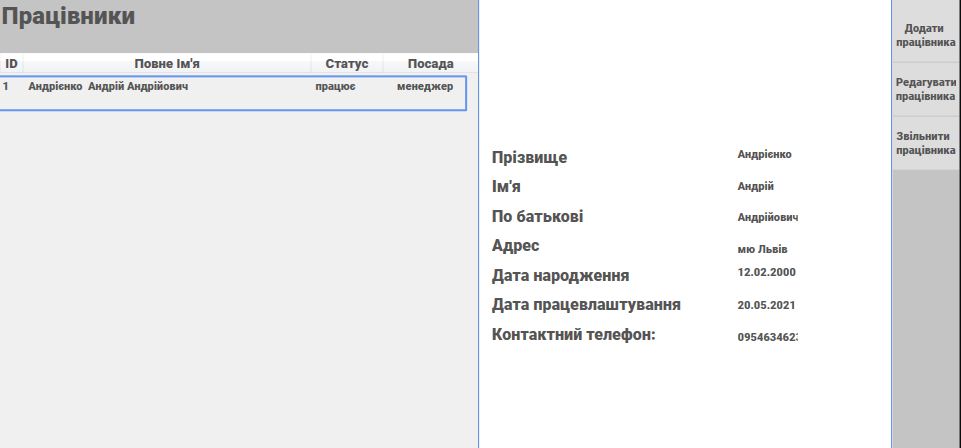 Працівники
ID Повне Ім'я Статус Посада
1 Андрієнко Андрій Андрійович працює менеджер
Прізвище Андрієнко
Ім'я Андрій
По батькові Андрійович
Адрес мю Львів
Дата народження 12.02.2000
Дата працевлаштування 20.05.2021
Контактний телефон: 095463462
Додати
працівника
Редагувати
працівника
Звільнити
працівника